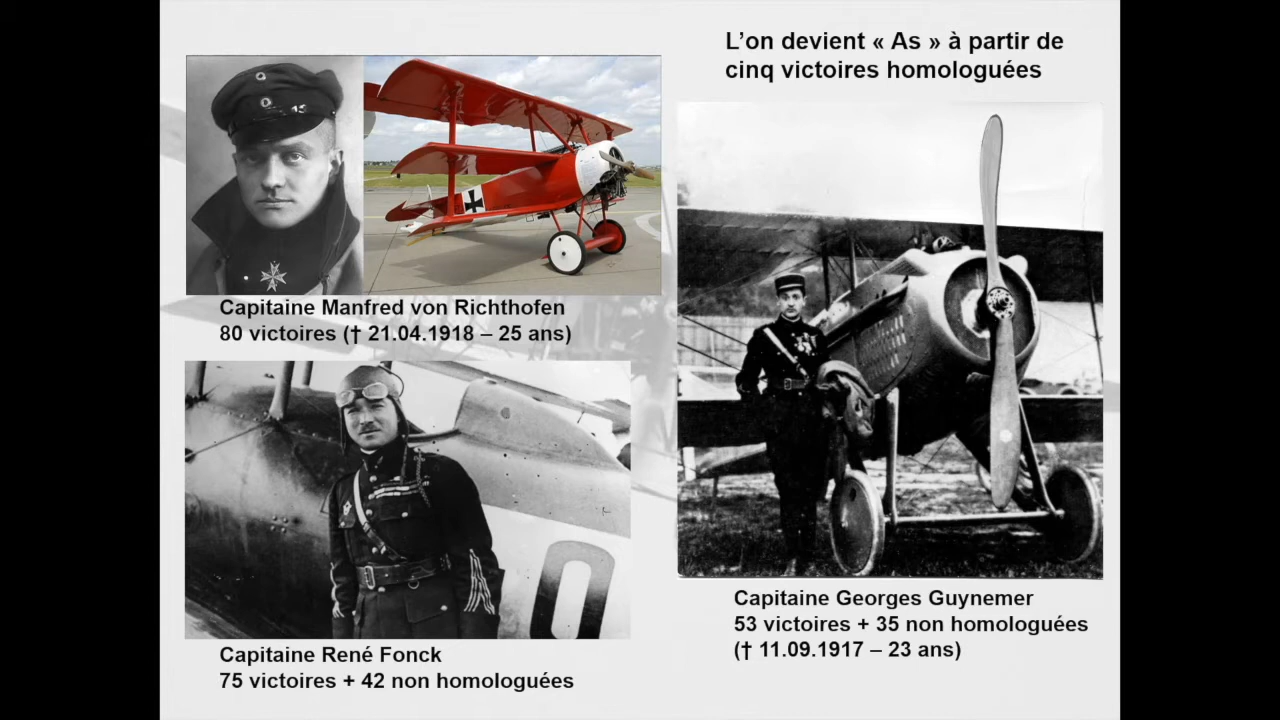 L’on devient « As » à partir de
cinq victoires homologuées
Capitaine Manfred von Richthofen
80 victoires († 21.04.1918 – 25 ans)
Capitaine René Fonck
75 victoires + 42 non homologuées
Capitaine Georges Guynemer
53 victoires + 35 non homologuées
(† 11.09.1917 – 23 ans)